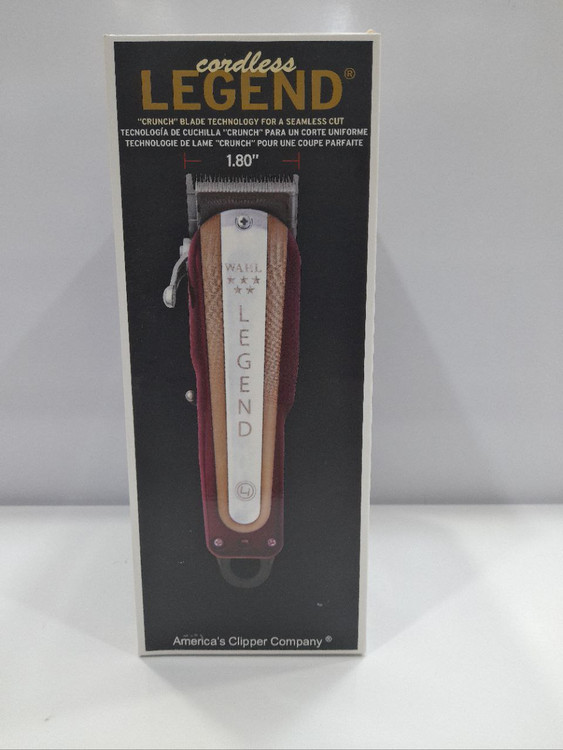 cordless
LEGEND®
"CRUNCH" BLADE TECHNOLOGY FOR A SEAMLESS CUT
TECNOLOGÍA DE CUCHILLA "CRUNCH" PARA UN CORTE UNIFORME
TECHNOLOGIE DE LAME "CRUNCH" POUR UNE COUPE PARFAITE
1.80"
WAHL
LEGEND
America's Clipper Company ®